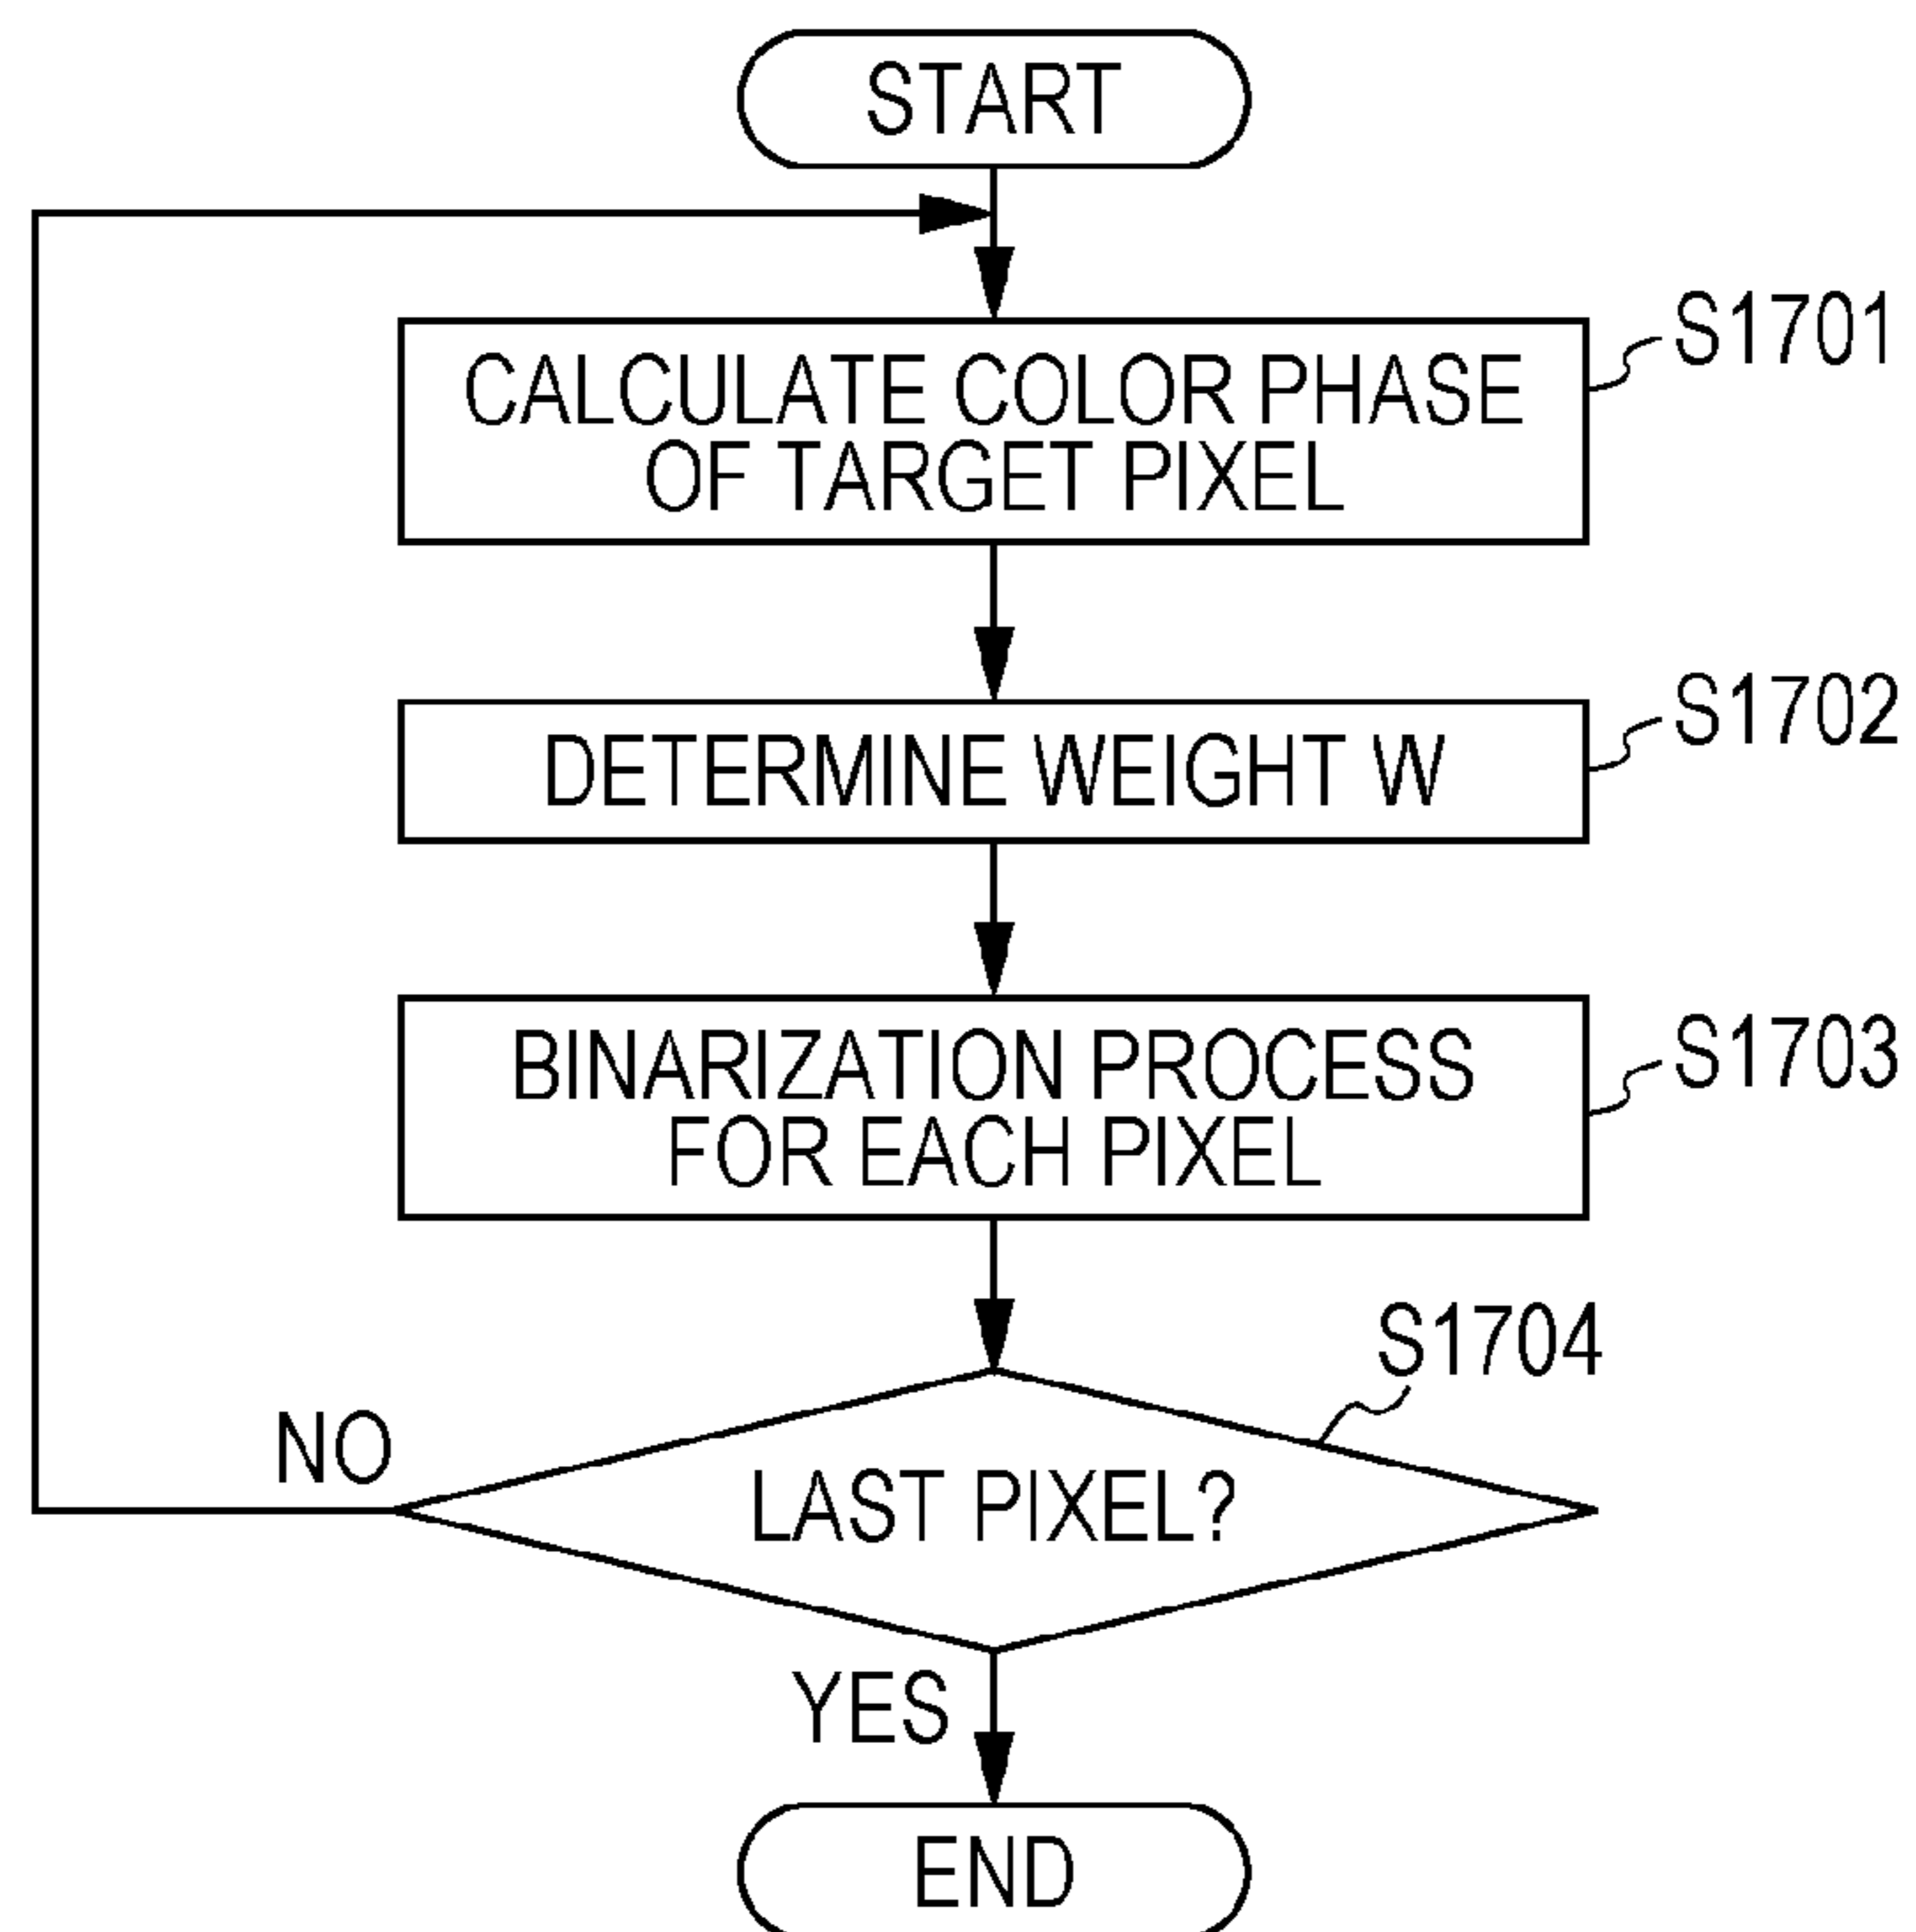 START
S1701
CALCULATE COLOR PHASE
OF TARGET PIXEL
S1702
DETERMINE WEIGHT W
S1703
BINARIZATION PROCESS
FOR EACH PIXEL
S1704
NO
LAST PIXEL?
YES
END